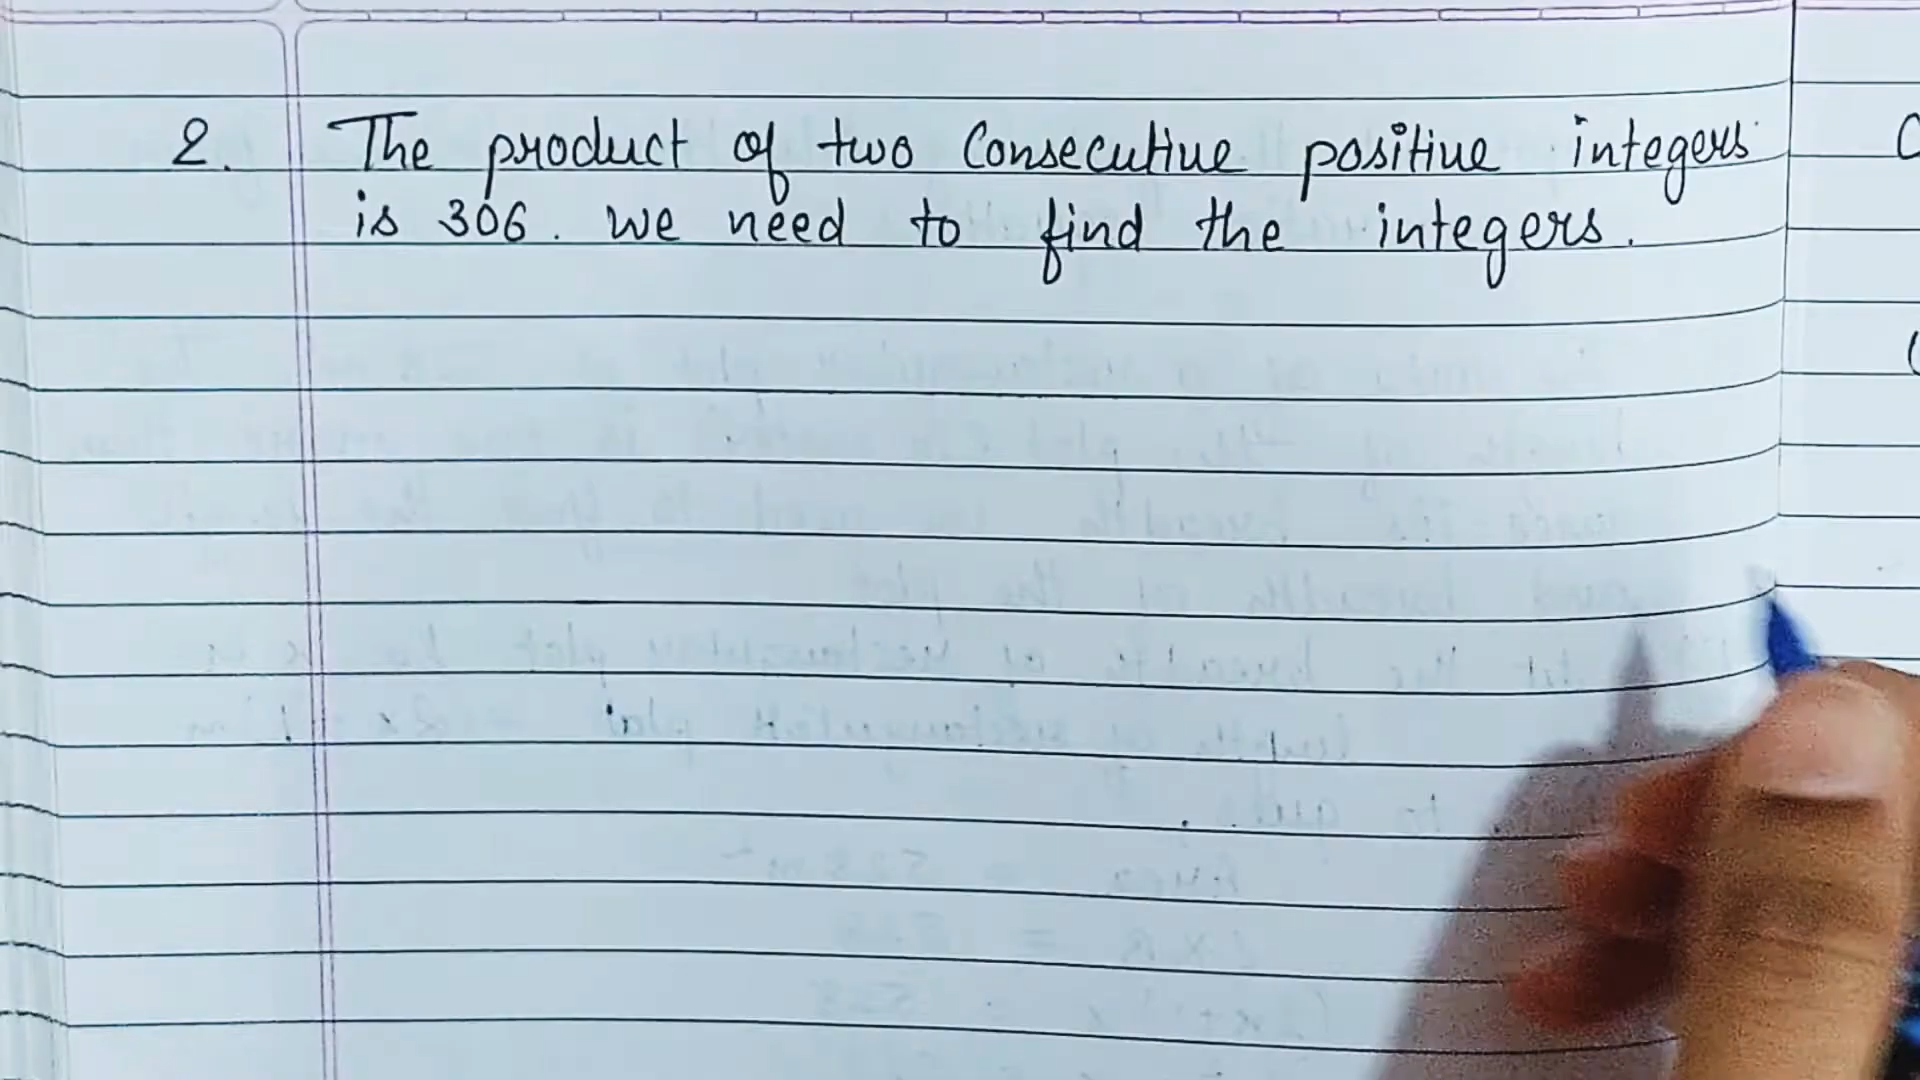 2. The product of two Consecutive positive integers
is 306. we need to find the integers.